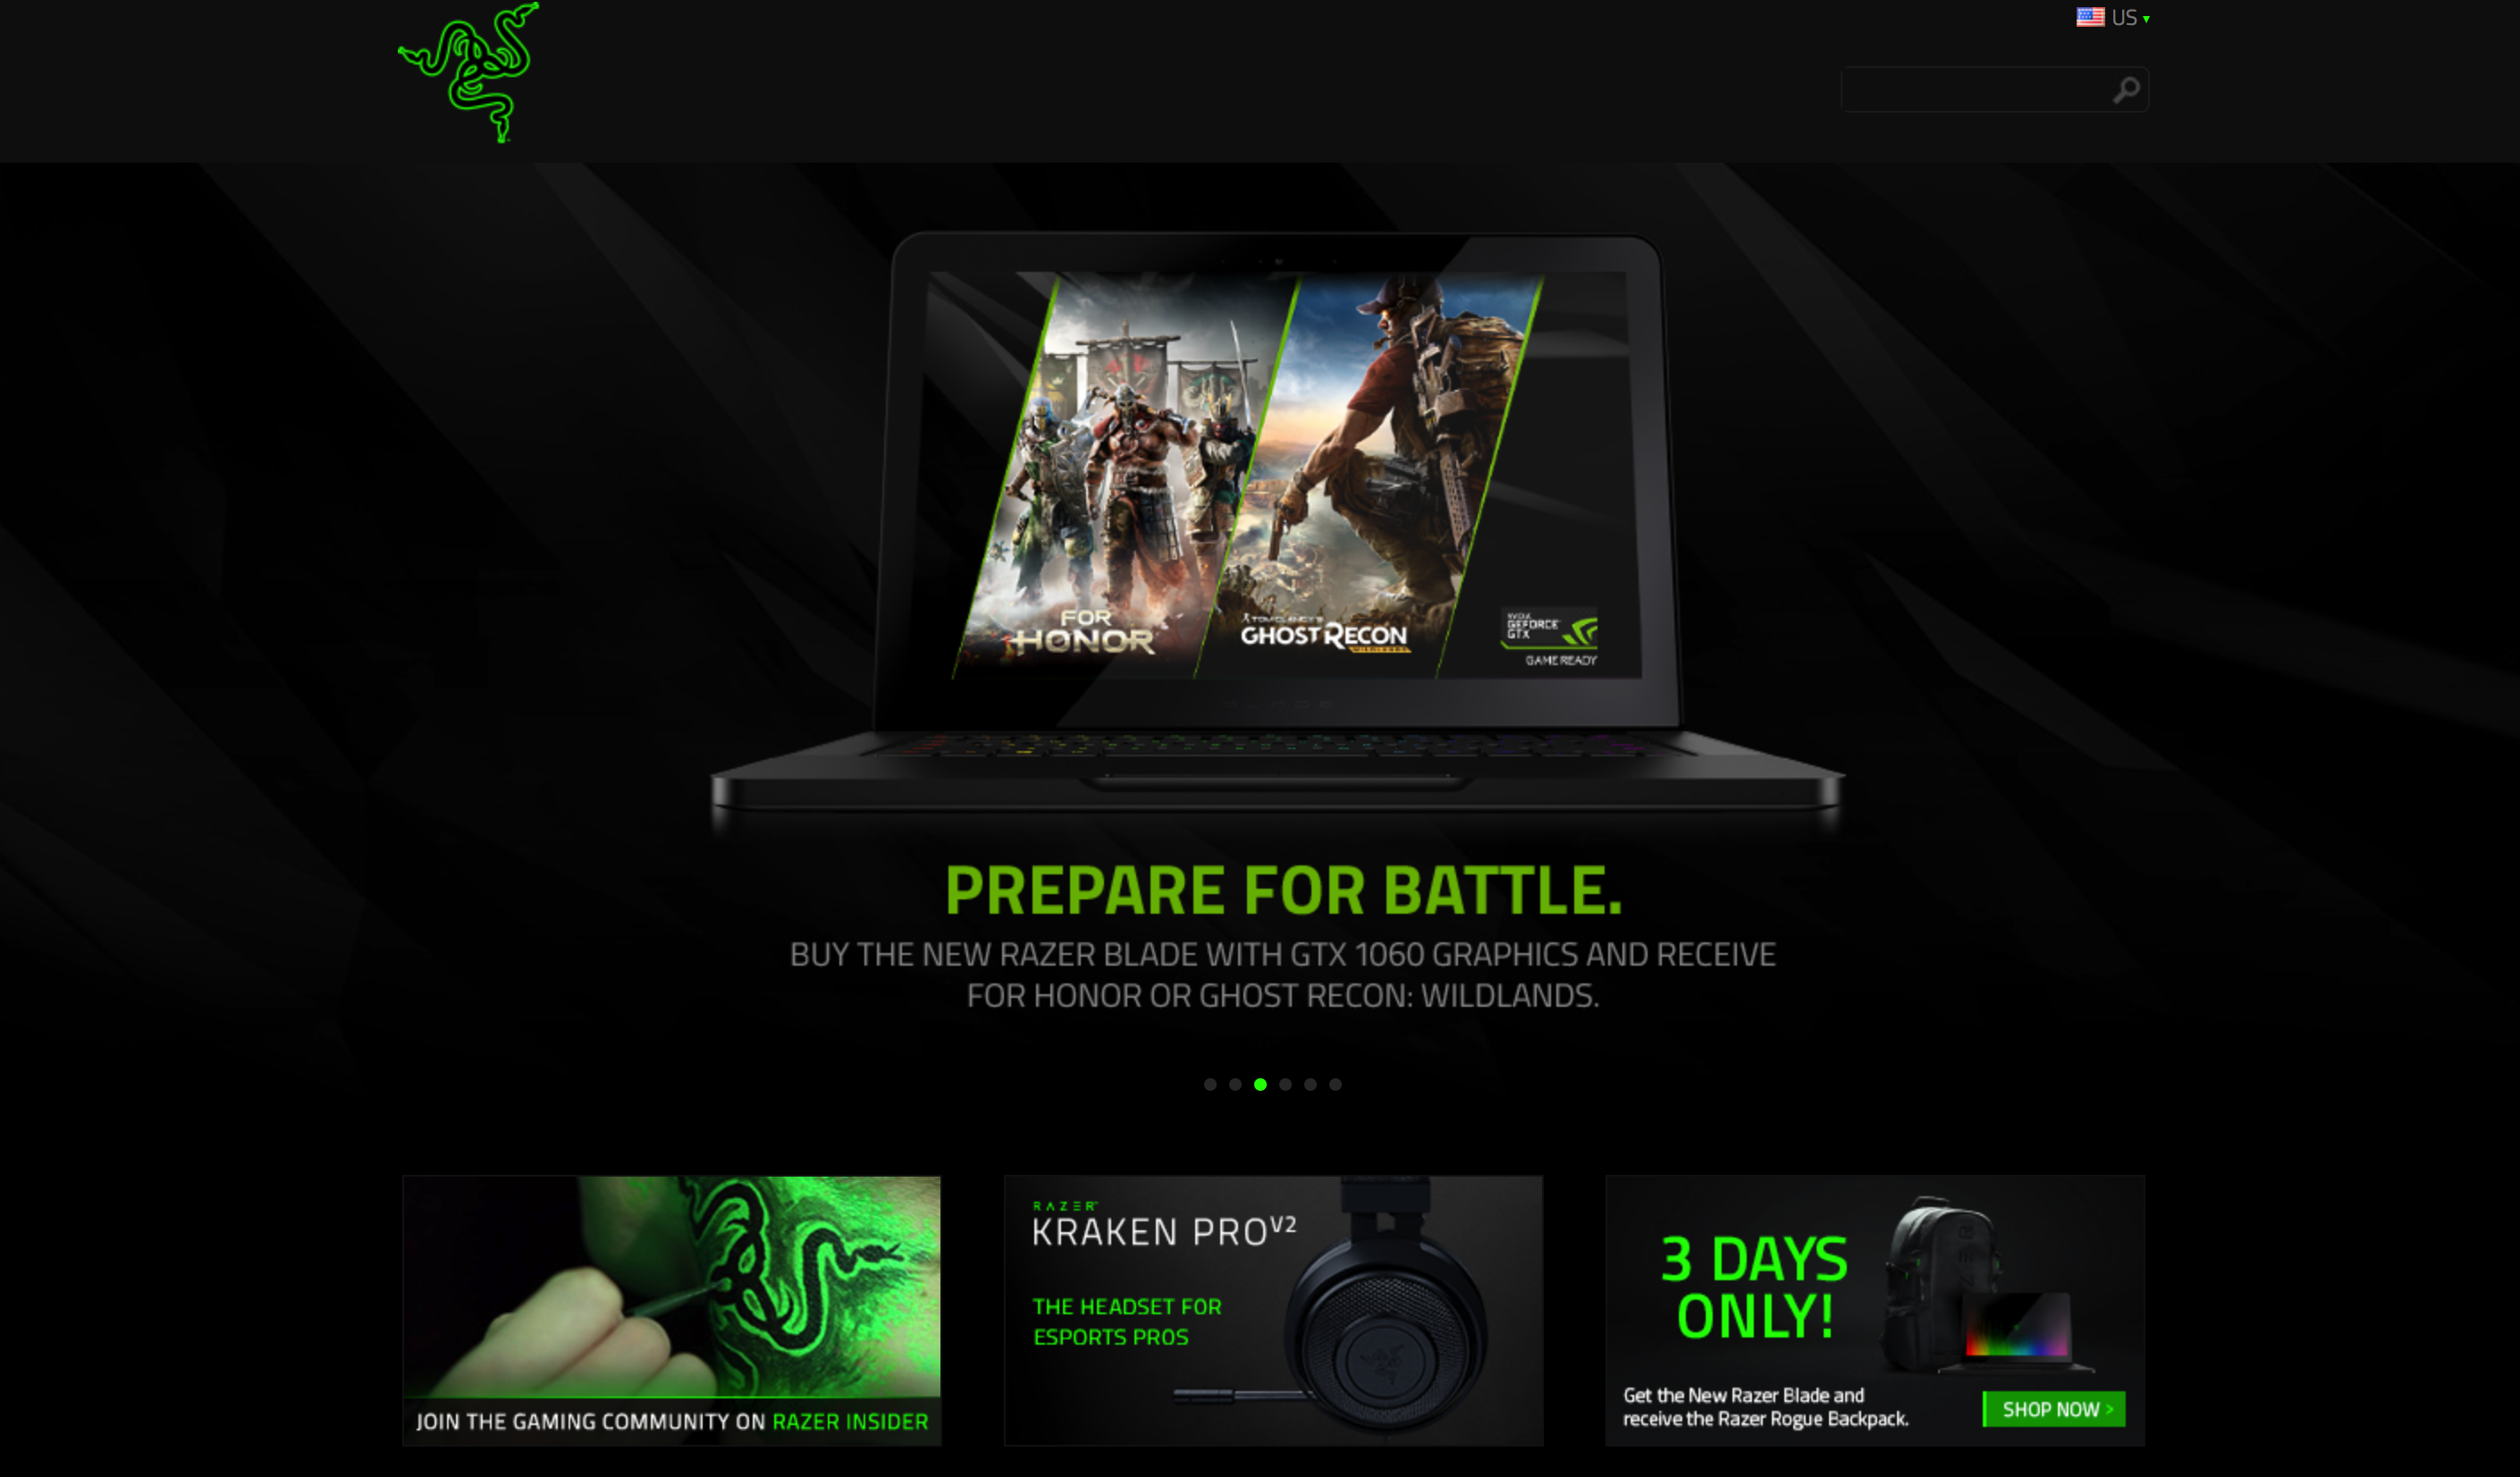 US
FOR
HONOR
TOM CLANCY'S
GHOST RECON
WILDLANDS
NVIDIA
GEFORCE
GTX
GAME READY
PREPARE FOR BATTLE.
BUY THE NEW RAZER BLADE WITH GTX 1060 GRAPHICS AND RECEIVE
FOR HONOR OR GHOST RECON: WILDLANDS.
JOIN THE GAMING COMMUNITY ON RAZER INSIDER
RAZER
KRAKEN PRO V2
THE HEADSET FOR
ESPORTS PROS
3 DAYS
ONLY!
Get the New Razer Blade and
receive the Razer Rogue Backpack.
SHOP NOW >